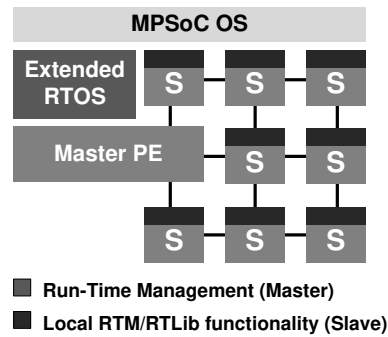 MPSoC OS
Extended
RTOS
S S S
Master PE
S S
S S S
Run-Time Management (Master)
Local RTM/RTLib functionality (Slave)